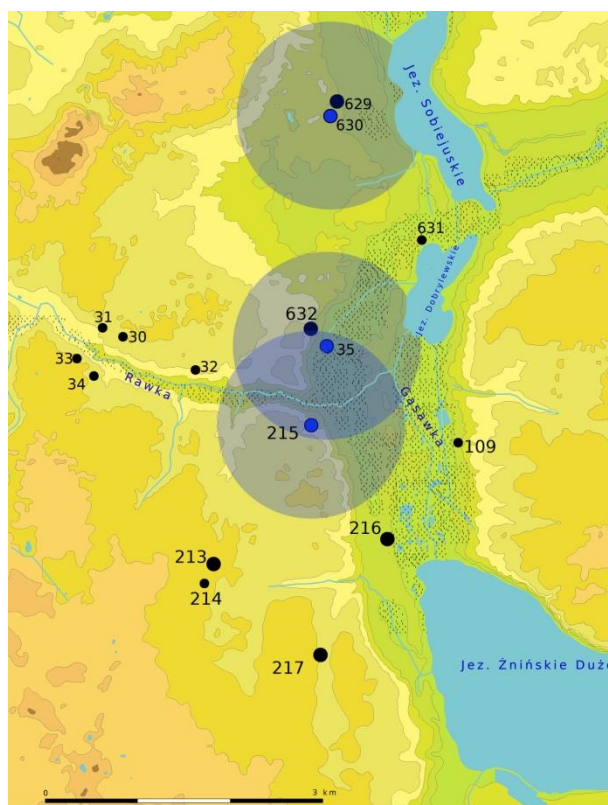 629
630
Jez. Sobiejuskie
631
Jez. Dobrylewskie
632
35
31
30
33
34
32
Rawka
Gąsawka
215
109
216
213
214
217
Jez. Żnińskie Duże
0
3 km